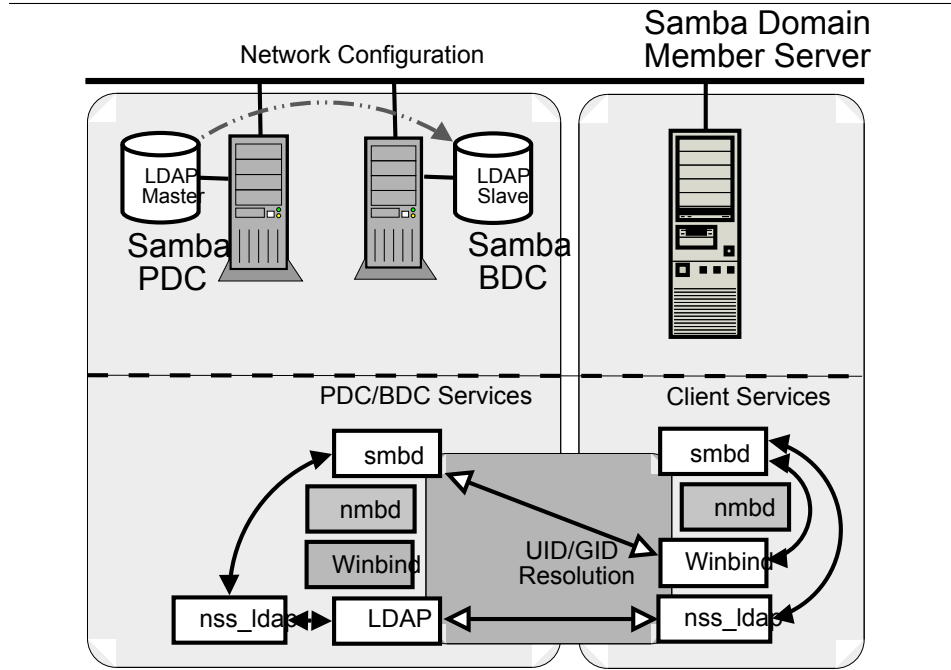 Network Configuration
Samba Domain
Member Server
LDAP
Master
LDAP
Slave
Samba
PDC
Samba
BDC
PDC/BDC Services
Client Services
smbd
nmbd
Winbind
nss_ldap
LDAP
UID/GID
Resolution
smbd
nmbd
Winbind
nss_ldap